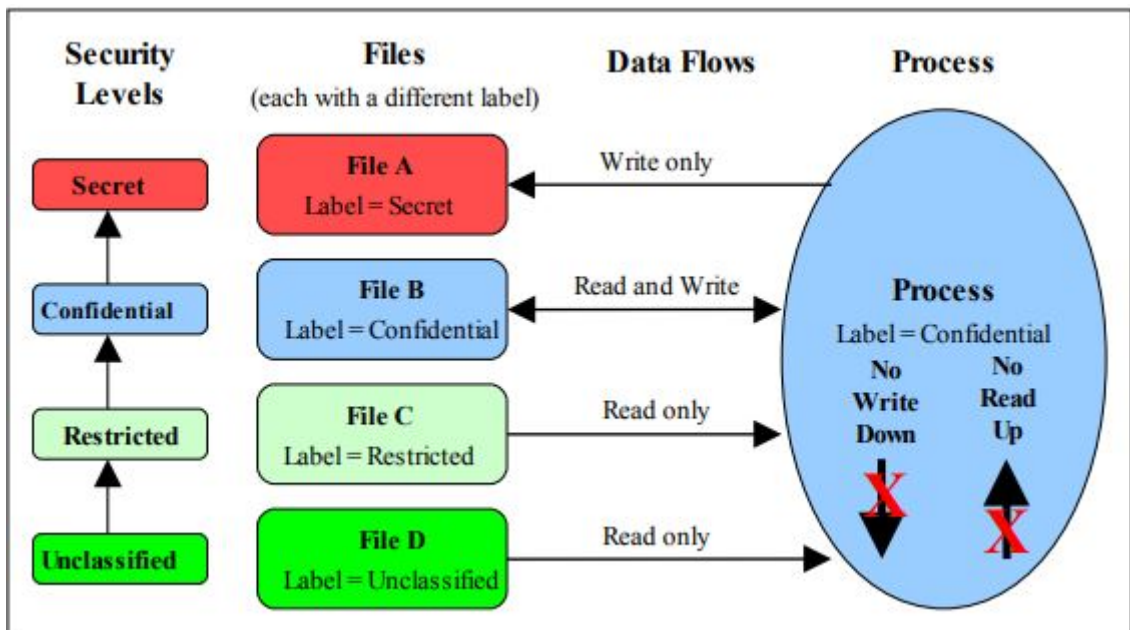 Security
Levels
Files
(each with a different label)
Data Flows
Process
Secret
File A
Label = Secret
Write only
Confidential
File B
Label = Confidential
Read and Write
Process
Label = Confidential
No
Write
Down
No
Read
Up
X
X
Restricted
File C
Label = Restricted
Read only
Unclassified
File D
Label = Unclassified
Read only